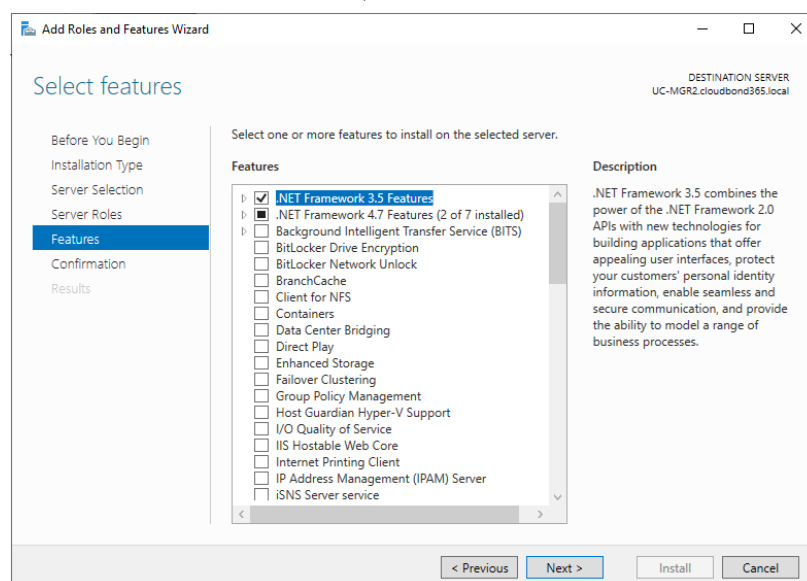 Add Roles and Features Wizard
Select features
DESTINATION SERVER
UC-MGR2.cloudbond365.local
Before You Begin
Installation Type
Server Selection
Server Roles
Features
Confirmation
Results
Select one or more features to install on the selected server.
Features
.NET Framework 3.5 Features
.NET Framework 4.7 Features (2 of 7 installed)
Background Intelligent Transfer Service (BITS)
BitLocker Drive Encryption
BitLocker Network Unlock
BranchCache
Client for NFS
Containers
Data Center Bridging
Direct Play
Enhanced Storage
Failover Clustering
Group Policy Management
Host Guardian Hyper-V Support
I/O Quality of Service
IIS Hostable Web Core
Internet Printing Client
IP Address Management (IPAM) Server
iSNS Server service
Description
.NET Framework 3.5 combines the
power of the .NET Framework 2.0
APIs with new technologies for
building applications that offer
appealing user interfaces, protect
your customers' personal identity
information, enable seamless and
secure communication, and provide
the ability to model a range of
business processes.
< Previous
Next >
Install
Cancel